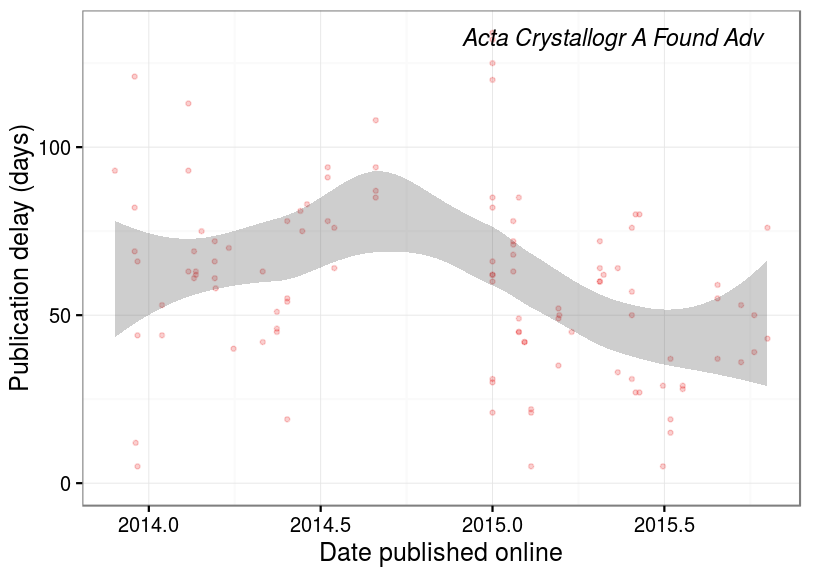 Acta Crystallogr A Found Adv
Publication delay (days)
100
50
0
2014.0 2014.5 2015.0 2015.5
Date published online